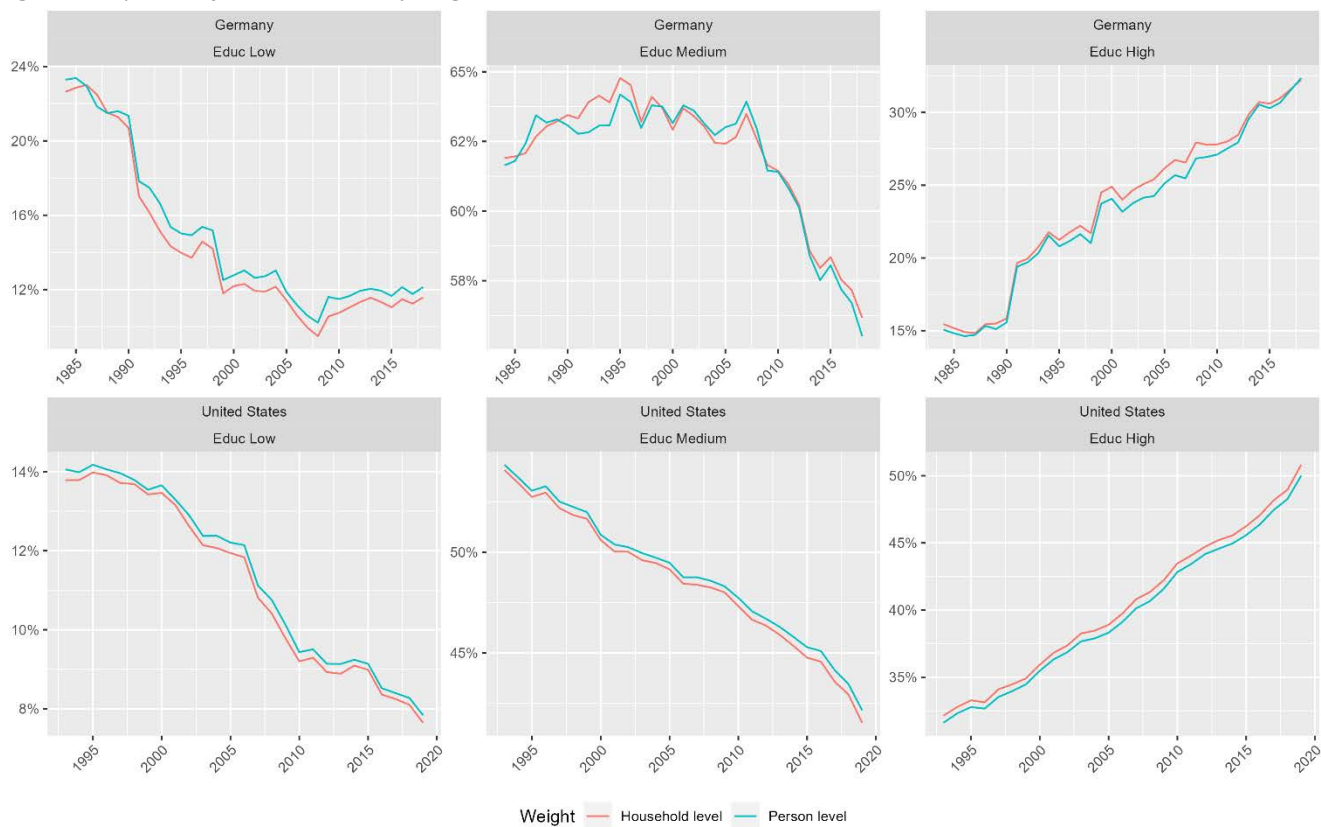 Germany
Educ Low
24%
20%
16%
12%
1985 1990 1995 2000 2005 2010 2015
Germany
Educ Medium
65%
62%
60%
58%
1985 1990 1995 2000 2005 2010 2015
Germany
Educ High
30%
25%
20%
15%
1985 1990 1995 2000 2005 2010 2015
United States
Educ Low
14%
12%
10%
8%
1995 2000 2005 2010 2015 2020
United States
Educ Medium
50%
45%
1995 2000 2005 2010 2015 2020
United States
Educ High
50%
45%
40%
35%
1995 2000 2005 2010 2015 2020
Weight Household level Person level